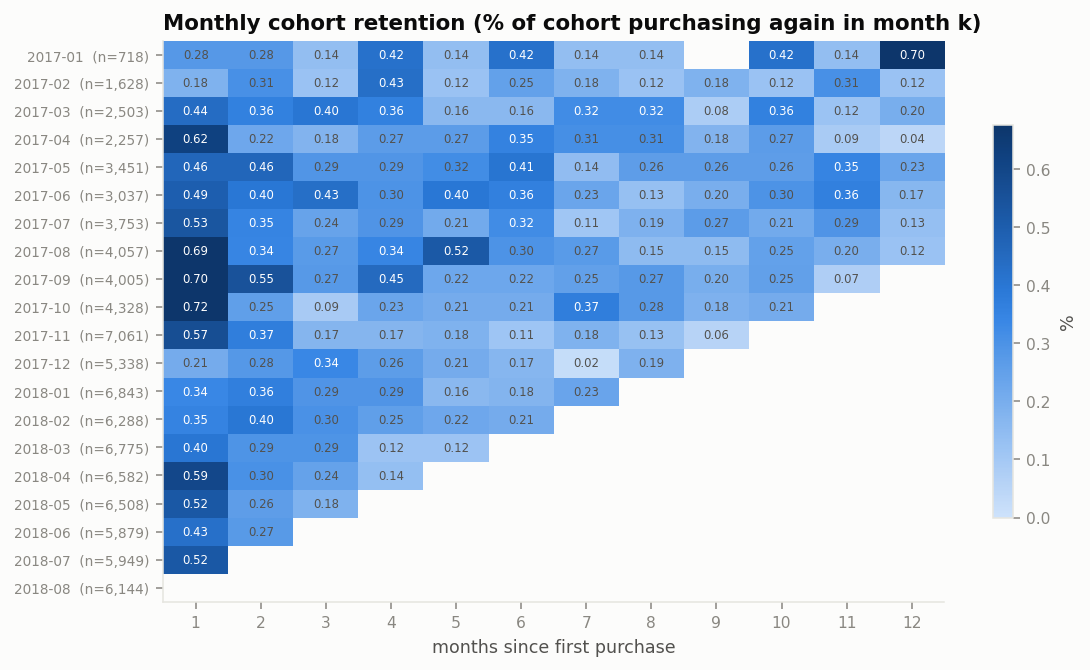 Monthly cohort retention (% of cohort purchasing again in month k)
2017-01 (n=718) 0.28 0.28 0.14 0.42 0.14 0.42 0.14 0.14 0.42 0.14 0.70
2017-02 (n=1,628) 0.18 0.31 0.12 0.43 0.12 0.25 0.18 0.12 0.18 0.12 0.31 0.12
2017-03 (n=2,503) 0.44 0.36 0.40 0.36 0.16 0.16 0.32 0.32 0.08 0.36 0.12 0.20
2017-04 (n=2,257) 0.62 0.22 0.18 0.27 0.27 0.35 0.31 0.31 0.18 0.27 0.09 0.04
2017-05 (n=3,451) 0.46 0.46 0.29 0.29 0.32 0.41 0.14 0.26 0.26 0.26 0.35 0.23
2017-06 (n=3,037) 0.49 0.40 0.43 0.30 0.40 0.36 0.23 0.13 0.20 0.30 0.36 0.17
2017-07 (n=3,753) 0.53 0.35 0.24 0.29 0.21 0.32 0.11 0.19 0.27 0.21 0.29 0.13
2017-08 (n=4,057) 0.69 0.34 0.27 0.34 0.52 0.30 0.27 0.15 0.15 0.25 0.20 0.12
2017-09 (n=4,005) 0.70 0.55 0.27 0.45 0.22 0.22 0.25 0.27 0.20 0.25 0.07
2017-10 (n=4,328) 0.72 0.25 0.09 0.23 0.21 0.21 0.37 0.28 0.18 0.21
2017-11 (n=7,061) 0.57 0.37 0.17 0.17 0.18 0.11 0.18 0.13 0.06
2017-12 (n=5,338) 0.21 0.28 0.34 0.26 0.21 0.17 0.02 0.19
2018-01 (n=6,843) 0.34 0.36 0.29 0.29 0.16 0.18 0.23
2018-02 (n=6,288) 0.35 0.40 0.30 0.25 0.22 0.21
2018-03 (n=6,775) 0.40 0.29 0.29 0.12 0.12
2018-04 (n=6,582) 0.59 0.30 0.24 0.14
2018-05 (n=6,508) 0.52 0.26 0.18
2018-06 (n=5,879) 0.43 0.27
2018-07 (n=5,949) 0.52
2018-08 (n=6,144)
1 2 3 4 5 6 7 8 9 10 11 12
months since first purchase
0.6
0.5
0.4
0.3
0.2
0.1
0.0
%